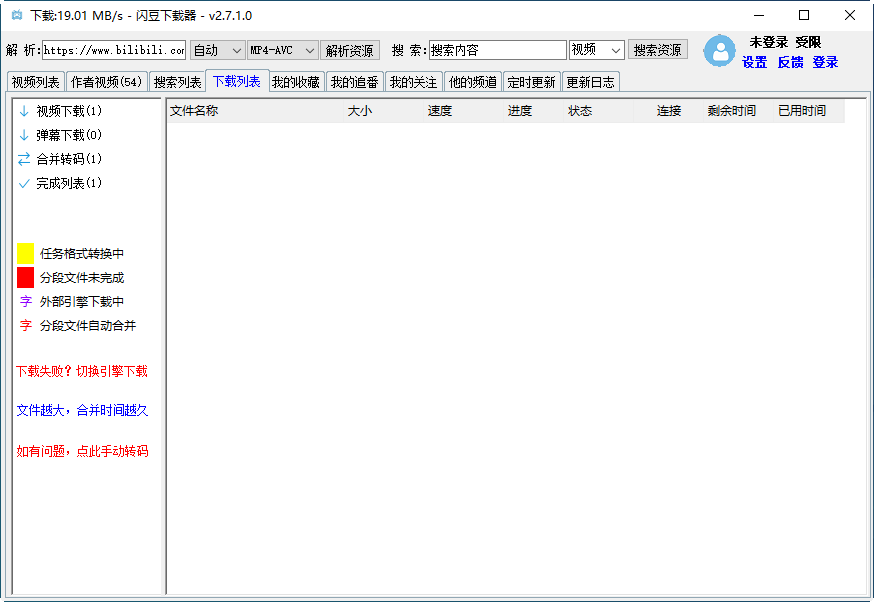 下载:19.01 MB/s - 闪豆下载器 - v2.7.1.0
解 析: https://www.bilibili.com 自动 MP4-AVC 解析资源 搜 索: 搜索内容 视频 搜索资源 未登录 受限
设置 反馈 登录
视频列表 作者视频(54) 搜索列表 下载列表 我的收藏 我的追番 我的关注 他的频道 定时更新 更新日志
文件名称 大小 速度 进度 状态 连接 剩余时间 已用时间
↓ 视频下载(1)
↓ 弹幕下载(0)
⇄ 合并转码(1)
✓ 完成列表(1)
任务格式转换中
分段文件未完成
字 外部引擎下载中
字 分段文件自动合并
下载失败？切换引擎下载
文件越大，合并时间越久
如有问题，点此手动转码